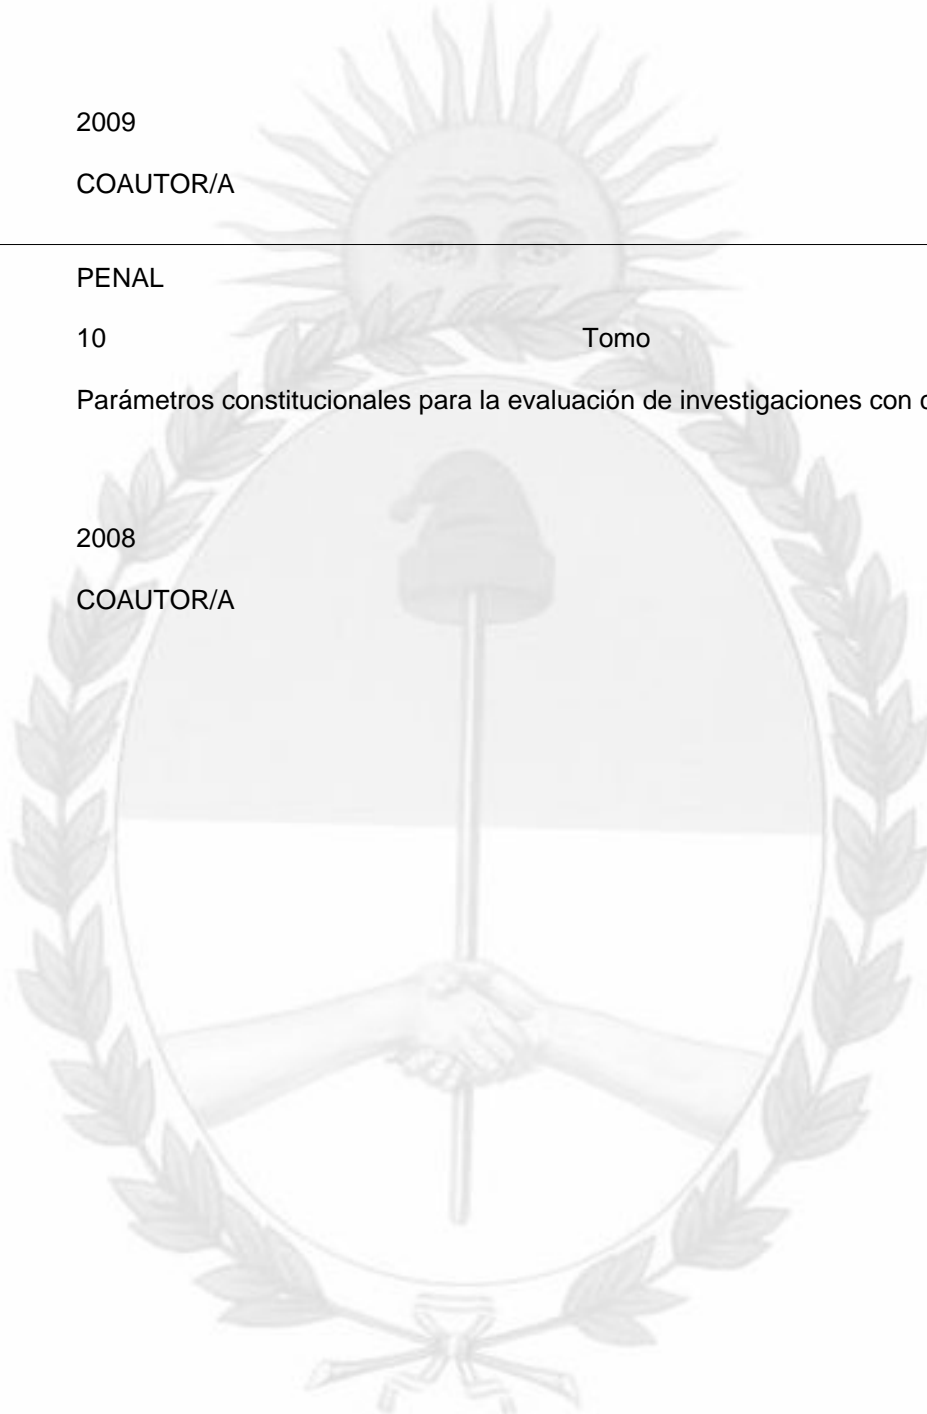 2009
COAUTOR/A
PENAL
10 Tomo
Parámetros constitucionales para la evaluación de investigaciones con
2008
COAUTOR/A